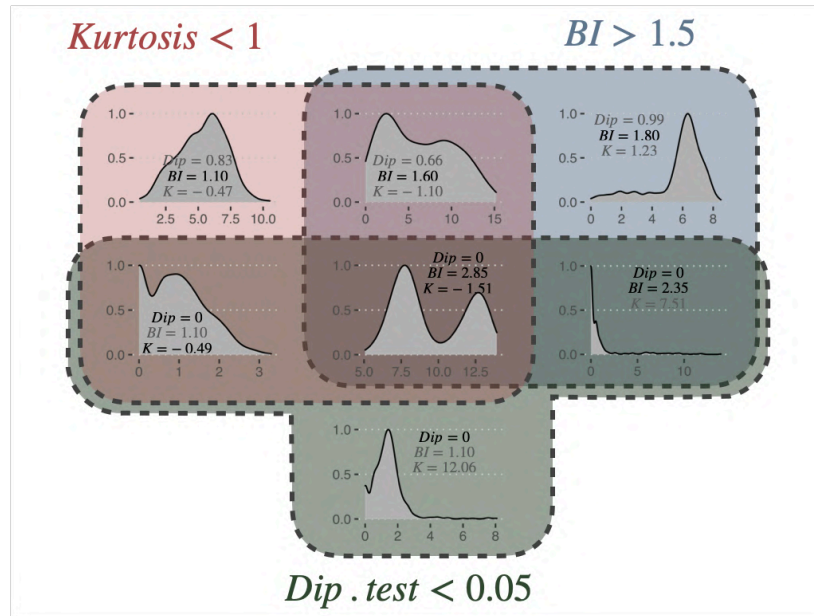 Kurtosis < 1
BI > 1.5
1.0
0.5
0.0
Dip = 0.83
BI = 1.10
K = − 0.47
2.5 5.0 7.5 10.0
1.0
0.5
0.0
Dip = 0.66
BI = 1.60
K = − 1.10
0 5 10 15
1.0
0.5
0.0
Dip = 0.99
BI = 1.80
K = 1.23
0 2 4 6 8
1.0
0.5
0.0
Dip = 0
BI = 1.10
K = − 0.49
0 1 2 3
1.0
0.5
0.0
Dip = 0
BI = 2.85
K = − 1.51
5.0 7.5 10.0 12.5
1.0
0.5
0.0
Dip = 0
BI = 2.35
K = 7.51
0 5 10
1.0
0.5
0.0
Dip = 0
BI = 1.10
K = 12.06
0 2 4 6 8
Dip . test < 0.05